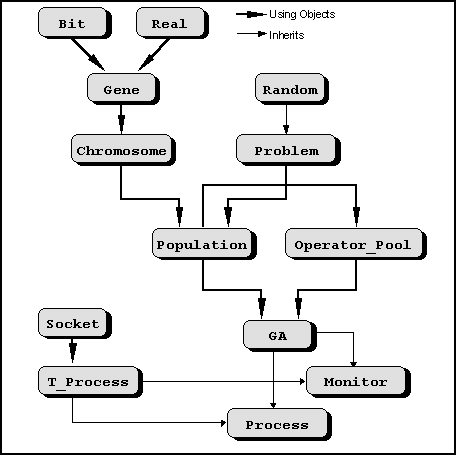 Bit Real Using Objects
Inherits
Gene Random
Chromosome Problem
Population Operator_Pool
Socket GA
T_Process Monitor
Process